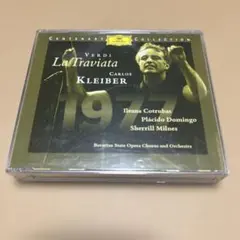 CENTENARY COLLECTION
VERDI
La Traviata
CARLOS
KLEIBER
197
Ileana Cotrubas
Plácido Domingo
Sherrill Milnes
Bavarian State Opera Chorus and Orchestra